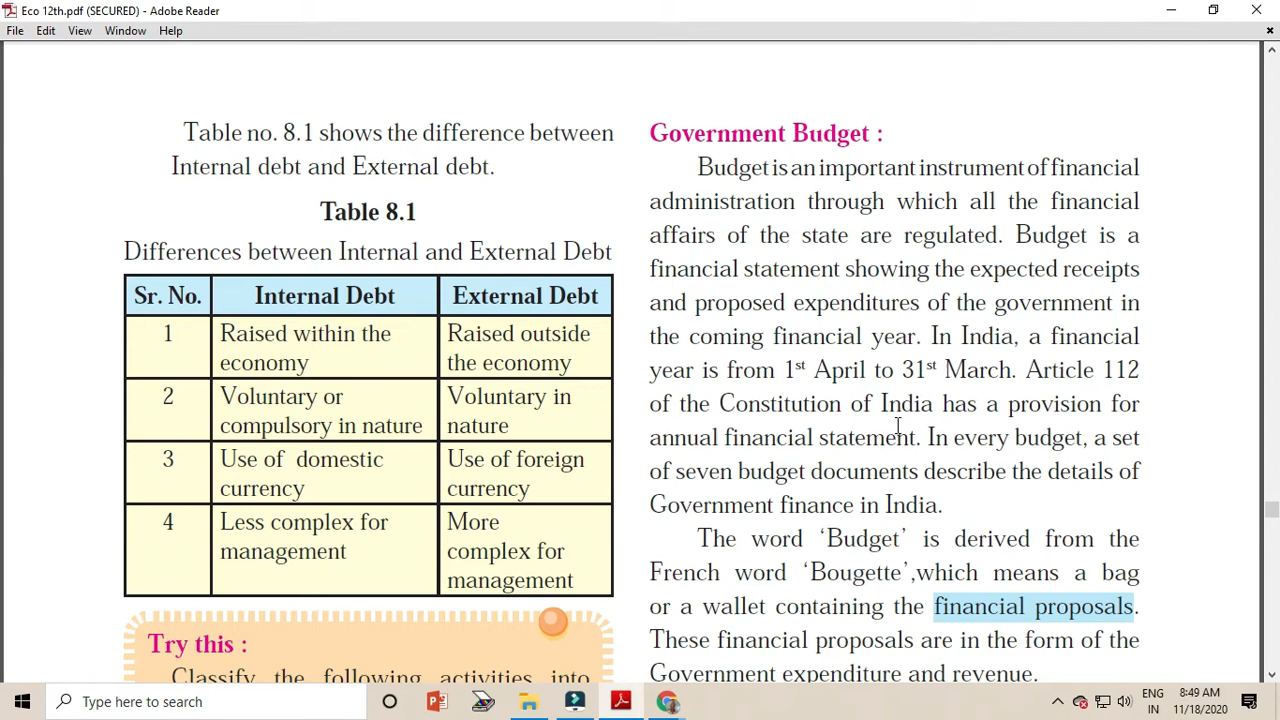 Eco 12th.pdf (SECURED) - Adobe Reader
File Edit View Window Help
Table no. 8.1 shows the difference between
Internal debt and External debt.
Table 8.1
Differences between Internal and External Debt
Sr. No. Internal Debt External Debt
1 Raised within the economy Raised outside the economy
2 Voluntary or compulsory in nature Voluntary in nature
3 Use of domestic currency Use of foreign currency
4 Less complex for management More complex for management
Try this :
Classify the following activities into
Government Budget :
Budget is an important instrument of financial
administration through which all the financial
affairs of the state are regulated. Budget is a
financial statement showing the expected receipts
and proposed expenditures of the government in
the coming financial year. In India, a financial
year is from 1st April to 31st March. Article 112
of the Constitution of India has a provision for
annual financial statement. In every budget, a set
of seven budget documents describe the details of
Government finance in India.
The word ‘Budget’ is derived from the
French word ‘Bougette’,which means a bag
or a wallet containing the financial proposals.
These financial proposals are in the form of the
Government expenditure and revenue.
Type here to search
ENG
IN
8:49 AM
11/18/2020